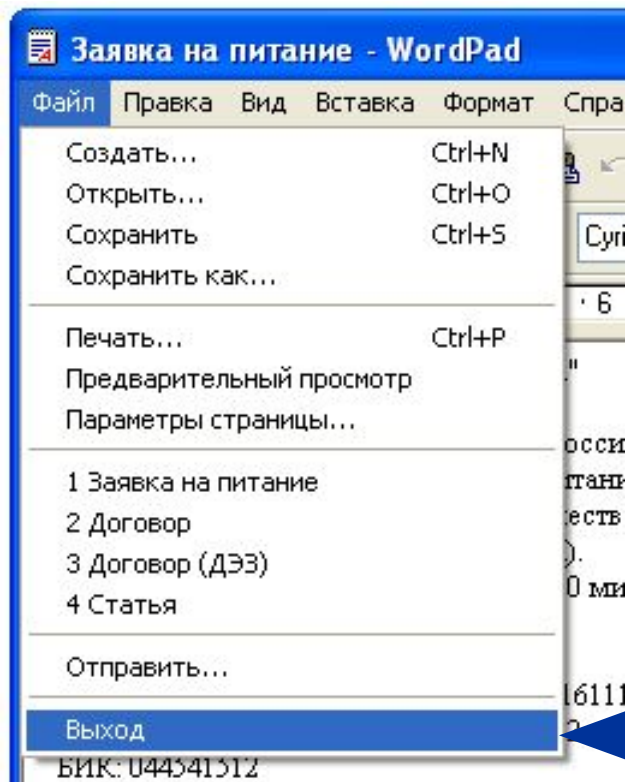 Заявка на питание - WordPad
Файл Правка Вид Вставка Формат
Создать... Ctrl+N
Открыть... Ctrl+O
Сохранить Ctrl+S
Сохранить как...
6
Печать... Ctrl+P
Предварительный просмотр
Параметры страницы...
1 Заявка на питание
2 Договор
3 Договор (ДЭЗ)
4 Статья
Отправить...
Выход
БИК: 044541512